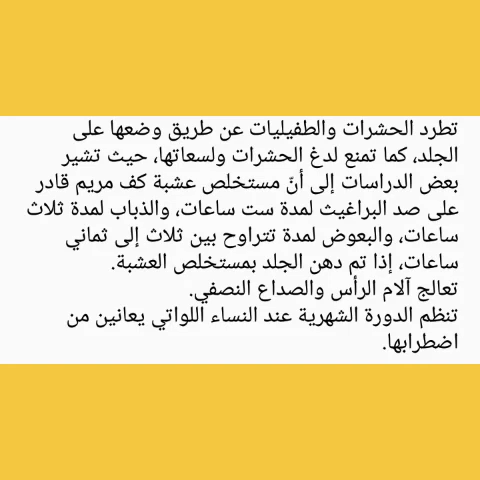 تطرد الحشرات والطفيليات عن طريق وضعها على
الجلد، كما تمنع لدغ الحشرات ولسعاتها، حيث تشير
بعض الدراسات إلى أنّ مستخلص عشبة كف مريم قادر
على صد البراغيث لمدة ست ساعات، والذباب لمدة ثلاث
ساعات، والبعوض لمدة تتراوح بين ثلاث إلى ثماني
ساعات، إذا تم دهن الجلد بمستخلص العشبة.
تعالج آلام الرأس والصداع النصفي.
تنظم الدورة الشهرية عند النساء اللواتي يعانين من
اضطرابها.